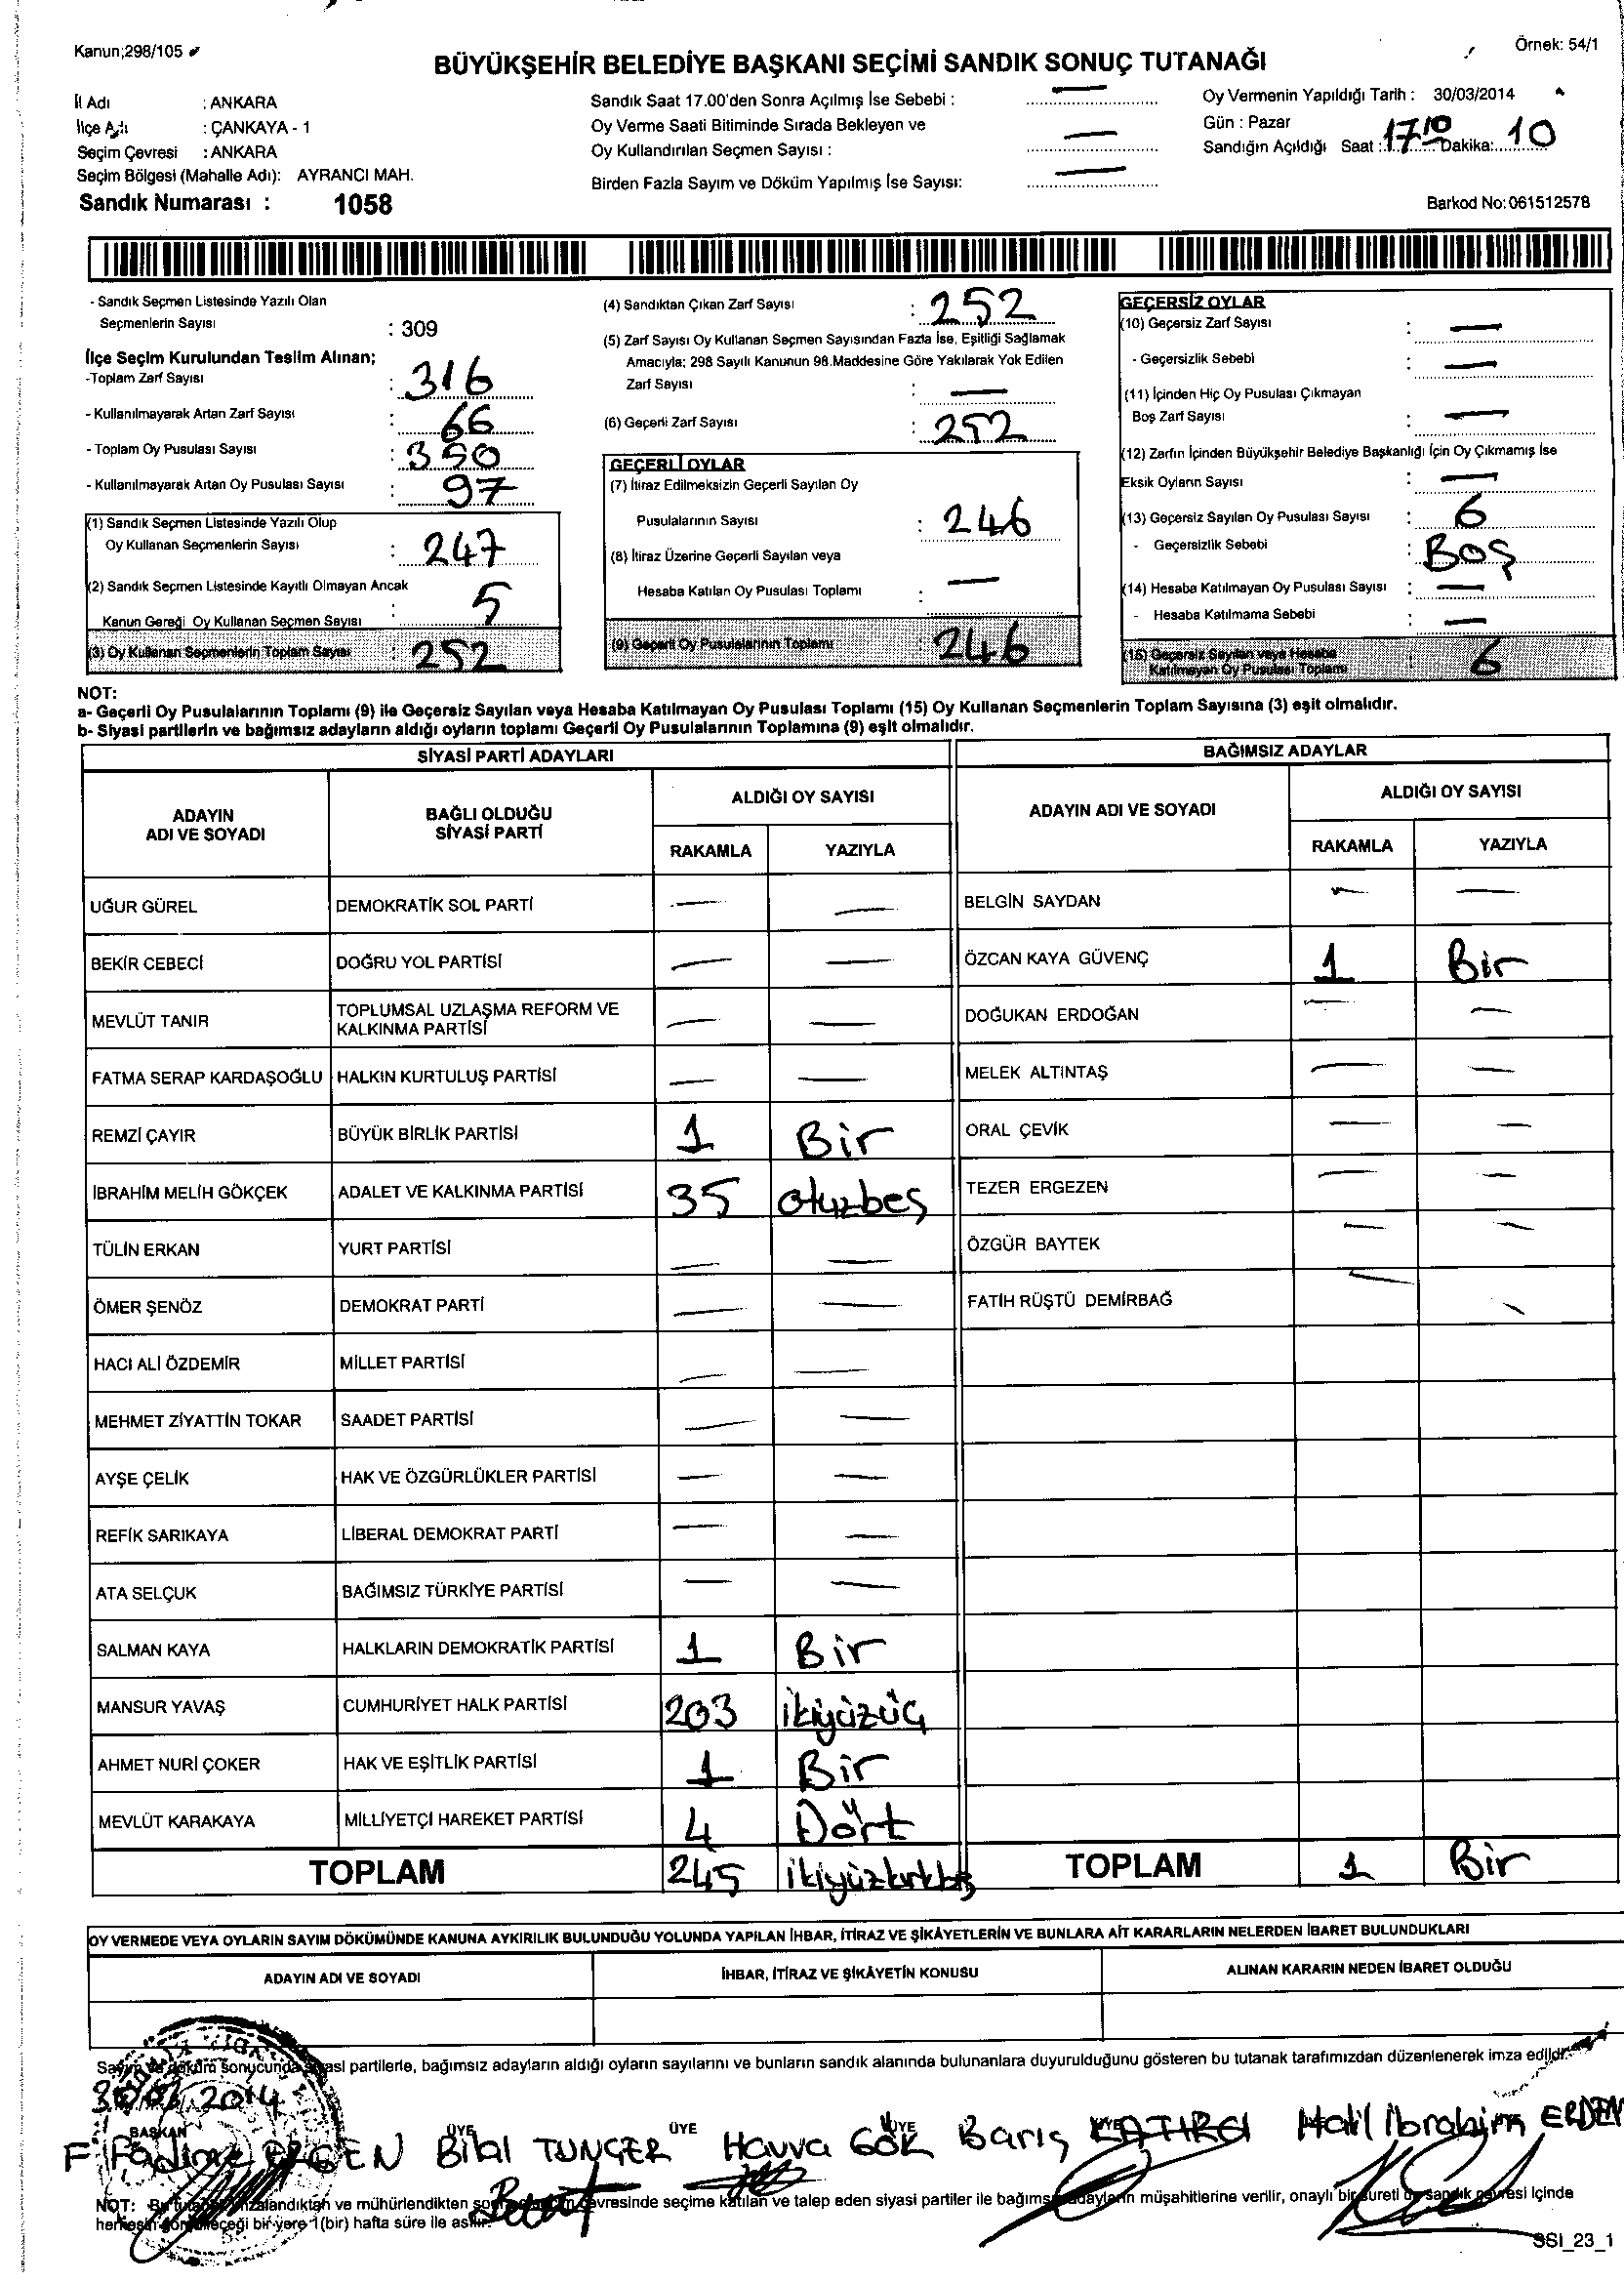 Kanun;298/105
Örnek: 54/1
BÜYÜKŞEHİR BELEDİYE BAŞKANI SEÇİMİ SANDIK SONUÇ TUTANAĞI
İl Adı : ANKARA
İlçe Adı : ÇANKAYA - 1
Seçim Çevresi : ANKARA
Seçim Bölgesi (Mahalle Adı): AYRANCI MAH.
Sandık Numarası : 1058
Sandık Saat 17.00'den Sonra Açılmış İse Sebebi : —
Oy Verme Saati Bitiminde Sırada Bekleyen ve
Oy Kullandırılan Seçmen Sayısı : —
Birden Fazla Sayım ve Döküm Yapılmış İse Sayısı: —
Oy Vermenin Yapıldığı Tarih : 30/03/2014
Gün : Pazar
Sandığın Açıldığı Saat : 1710 Dakika: 10
Barkod No: 061512578
- Sandık Seçmen Listesinde Yazılı Olan
Seçmenlerin Sayısı : 309
İlçe Seçim Kurulundan Teslim Alınan;
-Toplam Zarf Sayısı : 316
- Kullanılmayarak Artan Zarf Sayısı : 66
- Toplam Oy Pusulası Sayısı : 350
- Kullanılmayarak Artan Oy Pusulası Sayısı : 97
(1) Sandık Seçmen Listesinde Yazılı Olup
Oy Kullanan Seçmenlerin Sayısı : 247
(2) Sandık Seçmen Listesinde Kayıtlı Olmayan Ancak
Kanun Gereği Oy Kullanan Seçmen Sayısı : 5
(3) Oy Kullanan Seçmenlerin Toplam Sayısı : 252
(4) Sandıktan Çıkan Zarf Sayısı : 252
(5) Zarf Sayısı Oy Kullanan Seçmen Sayısından Fazla İse, Eşitliği Sağlamak
Amacıyla; 298 Sayılı Kanunun 98.Maddesine Göre Yakılarak Yok Edilen
Zarf Sayısı : —
(6) Geçerli Zarf Sayısı : 252
GEÇERLİ OYLAR
(7) İtiraz Edilmeksizin Geçerli Sayılan Oy
Pusulalarının Sayısı : 246
(8) İtiraz Üzerine Geçerli Sayılan veya
Hesaba Katılan Oy Pusulası Toplamı : —
(9) Geçerli Oy Pusulalarının Toplamı : 246
GEÇERSİZ OYLAR
(10) Geçersiz Zarf Sayısı : —
- Geçersizlik Sebebi : —
(11) İçinden Hiç Oy Pusulası Çıkmayan
Boş Zarf Sayısı : —
(12) Zarfın İçinden Büyükşehir Belediye Başkanlığı İçin Oy Çıkmamış İse
Eksik Oyların Sayısı : —
(13) Geçersiz Sayılan Oy Pusulası Sayısı : 6
- Geçersizlik Sebebi : BOŞ
(14) Hesaba Katılmayan Oy Pusulası Sayısı : —
- Hesaba Katılmama Sebebi : —
(15) Geçersiz Sayılan veya Hesaba
Katılmayan Oy Pusulası Toplamı : 6
NOT:
a- Geçerli Oy Pusulalarının Toplamı (9) ile Geçersiz Sayılan veya Hesaba Katılmayan Oy Pusulası Toplamı (15) Oy Kullanan Seçmenlerin Toplam Sayısına (3) eşit olmalıdır.
b- Siyasi partilerin ve bağımsız adayların aldığı oyların toplamı Geçerli Oy Pusulalarının Toplamına (9) eşit olmalıdır.
SİYASİ PARTİ ADAYLARI
ADAYIN ADI VE SOYADI BAĞLI OLDUĞU SİYASİ PARTİ ALDIĞI OY SAYISI
RAKAMLA YAZIYLA
UĞUR GÜREL DEMOKRATİK SOL PARTİ — —
BEKİR CEBECİ DOĞRU YOL PARTİSİ — —
MEVLÜT TANIR TOPLUMSAL UZLAŞMA REFORM VE KALKINMA PARTİSİ — —
FATMA SERAP KARDAŞOĞLU HALKIN KURTULUŞ PARTİSİ — —
REMZİ ÇAYIR BÜYÜK BİRLİK PARTİSİ 1 Bir
İBRAHİM MELİH GÖKÇEK ADALET VE KALKINMA PARTİSİ 35 otuzbeş
TÜLİN ERKAN YURT PARTİSİ — —
ÖMER ŞENÖZ DEMOKRAT PARTİ — —
HACI ALİ ÖZDEMİR MİLLET PARTİSİ — —
MEHMET ZİYATTİN TOKAR SAADET PARTİSİ — —
AYŞE ÇELİK HAK VE ÖZGÜRLÜKLER PARTİSİ — —
REFİK SARIKAYA LİBERAL DEMOKRAT PARTİ — —
ATA SELÇUK BAĞIMSIZ TÜRKİYE PARTİSİ — —
SALMAN KAYA HALKLARIN DEMOKRATİK PARTİSİ 1 Bir
MANSUR YAVAŞ CUMHURİYET HALK PARTİSİ 203 ikiyüzüç
AHMET NURİ ÇOKER HAK VE EŞİTLİK PARTİSİ 1 Bir
MEVLÜT KARAKAYA MİLLİYETÇİ HAREKET PARTİSİ 4 Dört
TOPLAM 245 ikiyüzkırkbeş
BAĞIMSIZ ADAYLAR
ADAYIN ADI VE SOYADI ALDIĞI OY SAYISI
RAKAMLA YAZIYLA
BELGİN SAYDAN — —
ÖZCAN KAYA GÜVENÇ 1 Bir
DOĞUKAN ERDOĞAN — —
MELEK ALTINTAŞ — —
ORAL ÇEVİK — —
TEZER ERGEZEN — —
ÖZGÜR BAYTEK — —
FATİH RÜŞTÜ DEMİRBAĞ — —
TOPLAM 1 Bir
OY VERMEDE VEYA OYLARIN SAYIM DÖKÜMÜNDE KANUNA AYKIRILIK BULUNDUĞU YOLUNDA YAPILAN İHBAR, İTİRAZ VE ŞİKÂYETLERİN VE BUNLARA AİT KARARLARIN NELERDEN İBARET BULUNDUKLARI
ADAYIN ADI VE SOYADI İHBAR, İTİRAZ VE ŞİKÂYETİN KONUSU ALINAN KARARIN NEDEN İBARET OLDUĞU
Sayım ve döküm sonucunda siyasi partilerle, bağımsız adayların aldığı oyların sayılarını ve bunların sandık alanında bulunanlara duyurulduğunu gösteren bu tutanak tarafımızdan düzenlenerek imza edildi.
30/03/2014
BAŞKAN ÜYE ÜYE ÜYE ÜYE
F Fadime ERGEN Bilal TUNÇER Havva GÖK Barış KATIRCI Halil İbrahim ERDEM
NOT: Bu tutanak imzalandıktan ve mühürlendikten sonra seçim çevresinde seçime katılan ve talep eden siyasi partiler ile bağımsız adayların müşahitlerine verilir, onaylı bir sureti de sandık çevresi içinde
herkesin görebileceği bir yere 1(bir) hafta süre ile asılır.
SSI_23_1